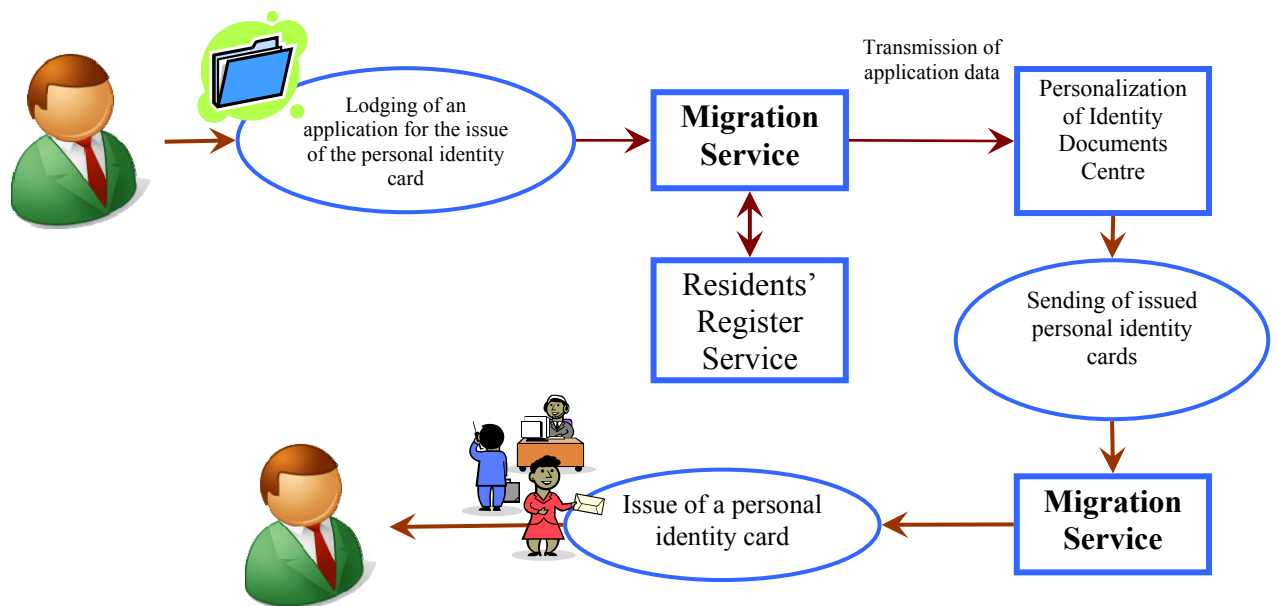 Lodging of an
application for the issue
of the personal identity
card
Migration
Service
Transmission of
application data
Personalization
of Identity
Documents
Centre
Residents’
Register
Service
Sending of issued
personal identity
cards
Migration
Service
Issue of a personal
identity card